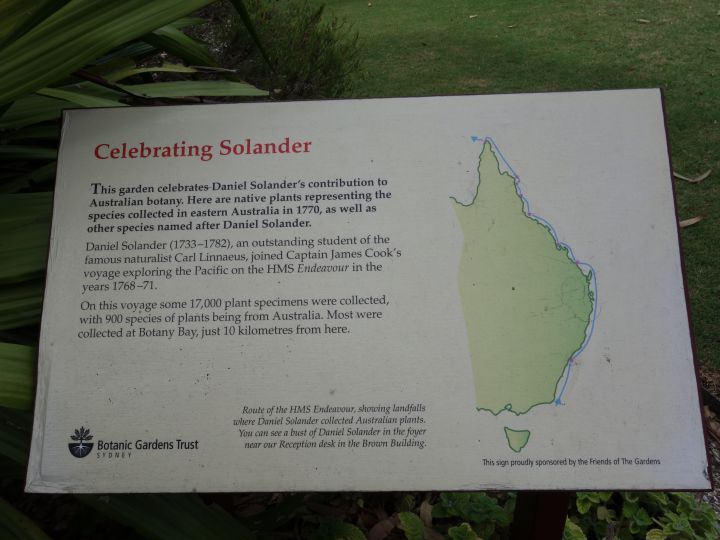 Celebrating Solander
This garden celebrates Daniel Solander's contribution to
Australian botany. Here are native plants representing the
species collected in eastern Australia in 1770, as well as
other species named after Daniel Solander.
Daniel Solander (1733–1782), an outstanding student of the
famous naturalist Carl Linnaeus, joined Captain James Cook's
voyage exploring the Pacific on the HMS Endeavour in the
years 1768–71.
On this voyage some 17,000 plant specimens were collected,
with 900 species of plants being from Australia. Most were
collected at Botany Bay, just 10 kilometres from here.
Route of the HMS Endeavour, showing landfalls
where Daniel Solander collected Australian plants.
You can see a bust of Daniel Solander in the foyer
near our Reception desk in the Brown Building.
Botanic Gardens Trust
SYDNEY
This sign proudly sponsored by the Friends of The Gardens